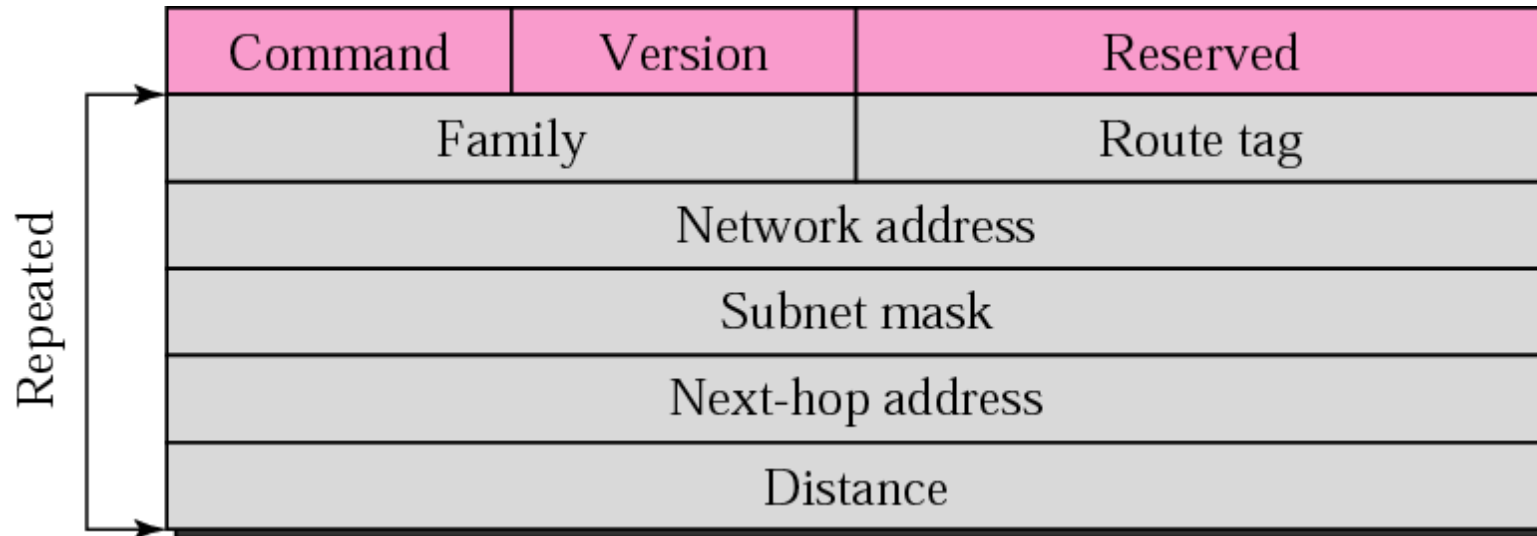 Command Version Reserved
Family Route tag
Network address
Subnet mask
Next-hop address
Distance
Repeated